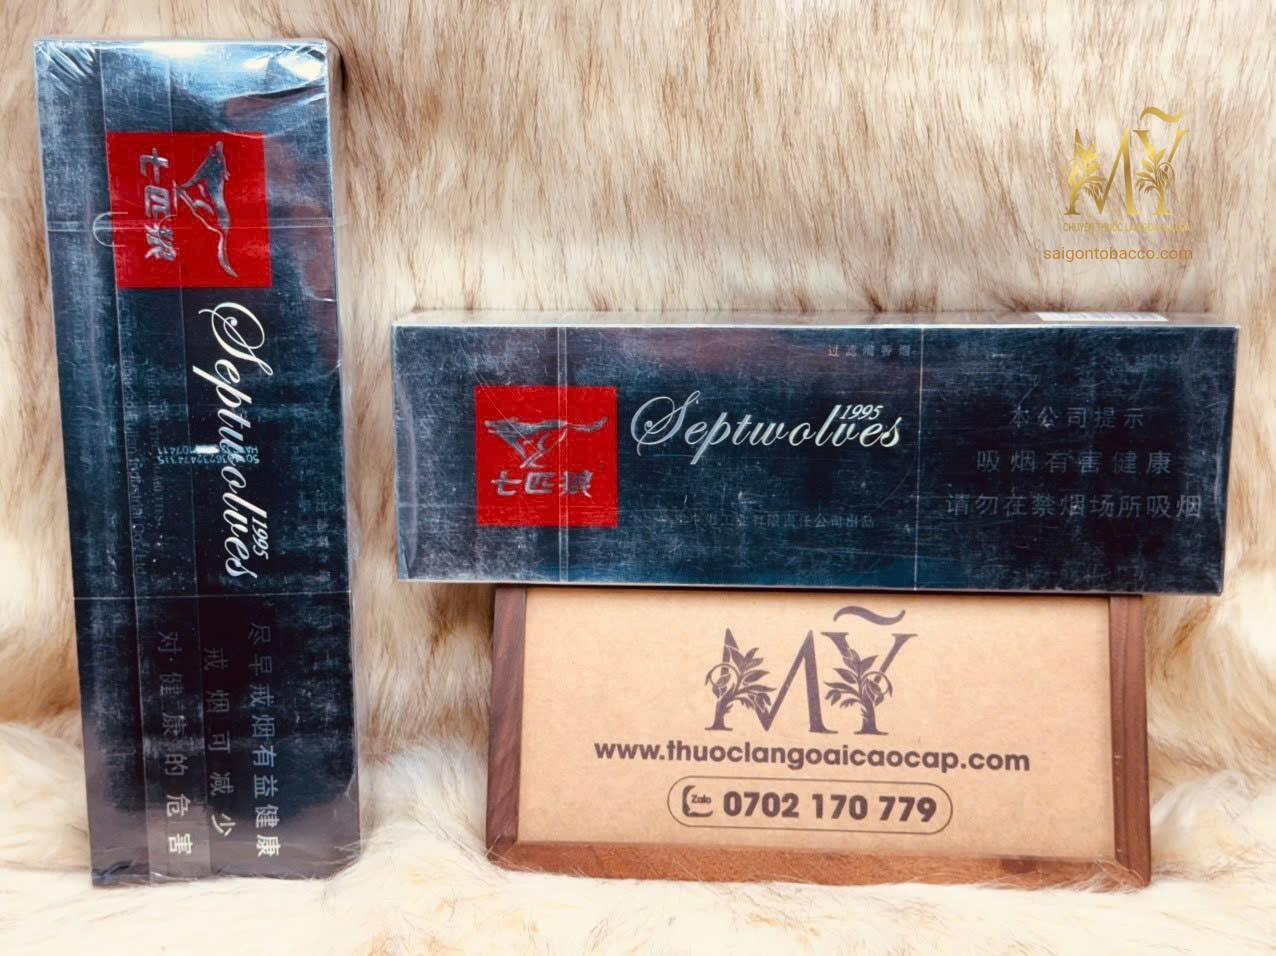 七匹狼
Septwolves
1995
尽早戒烟有益健康
戒烟可减少
对健康的危害
MỸ
saigontobacco.com
过滤嘴香烟
七匹狼
Septwolves
1995
本公司提示
吸烟有害健康
请勿在禁烟场所吸烟
MỸ
www.thuoclangoaicaocap.com
Zalo
0702 170 779